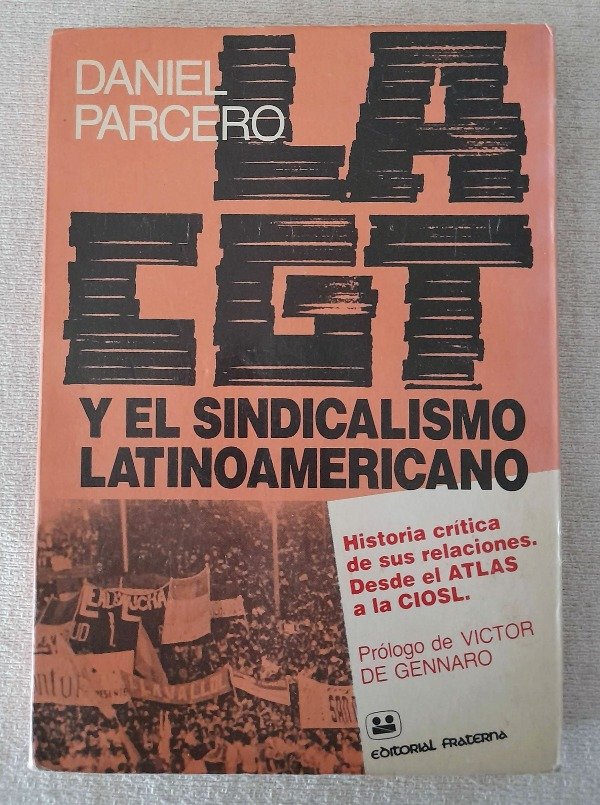 DANIEL
PARCERO
LA
CGT
Y EL SINDICALISMO
LATINOAMERICANO
Historia crítica
de sus relaciones.
Desde el ATLAS
a la CIOSL.
Prólogo de VICTOR
DE GENNARO
EDITORIAL FRATERNA
LAVALLE